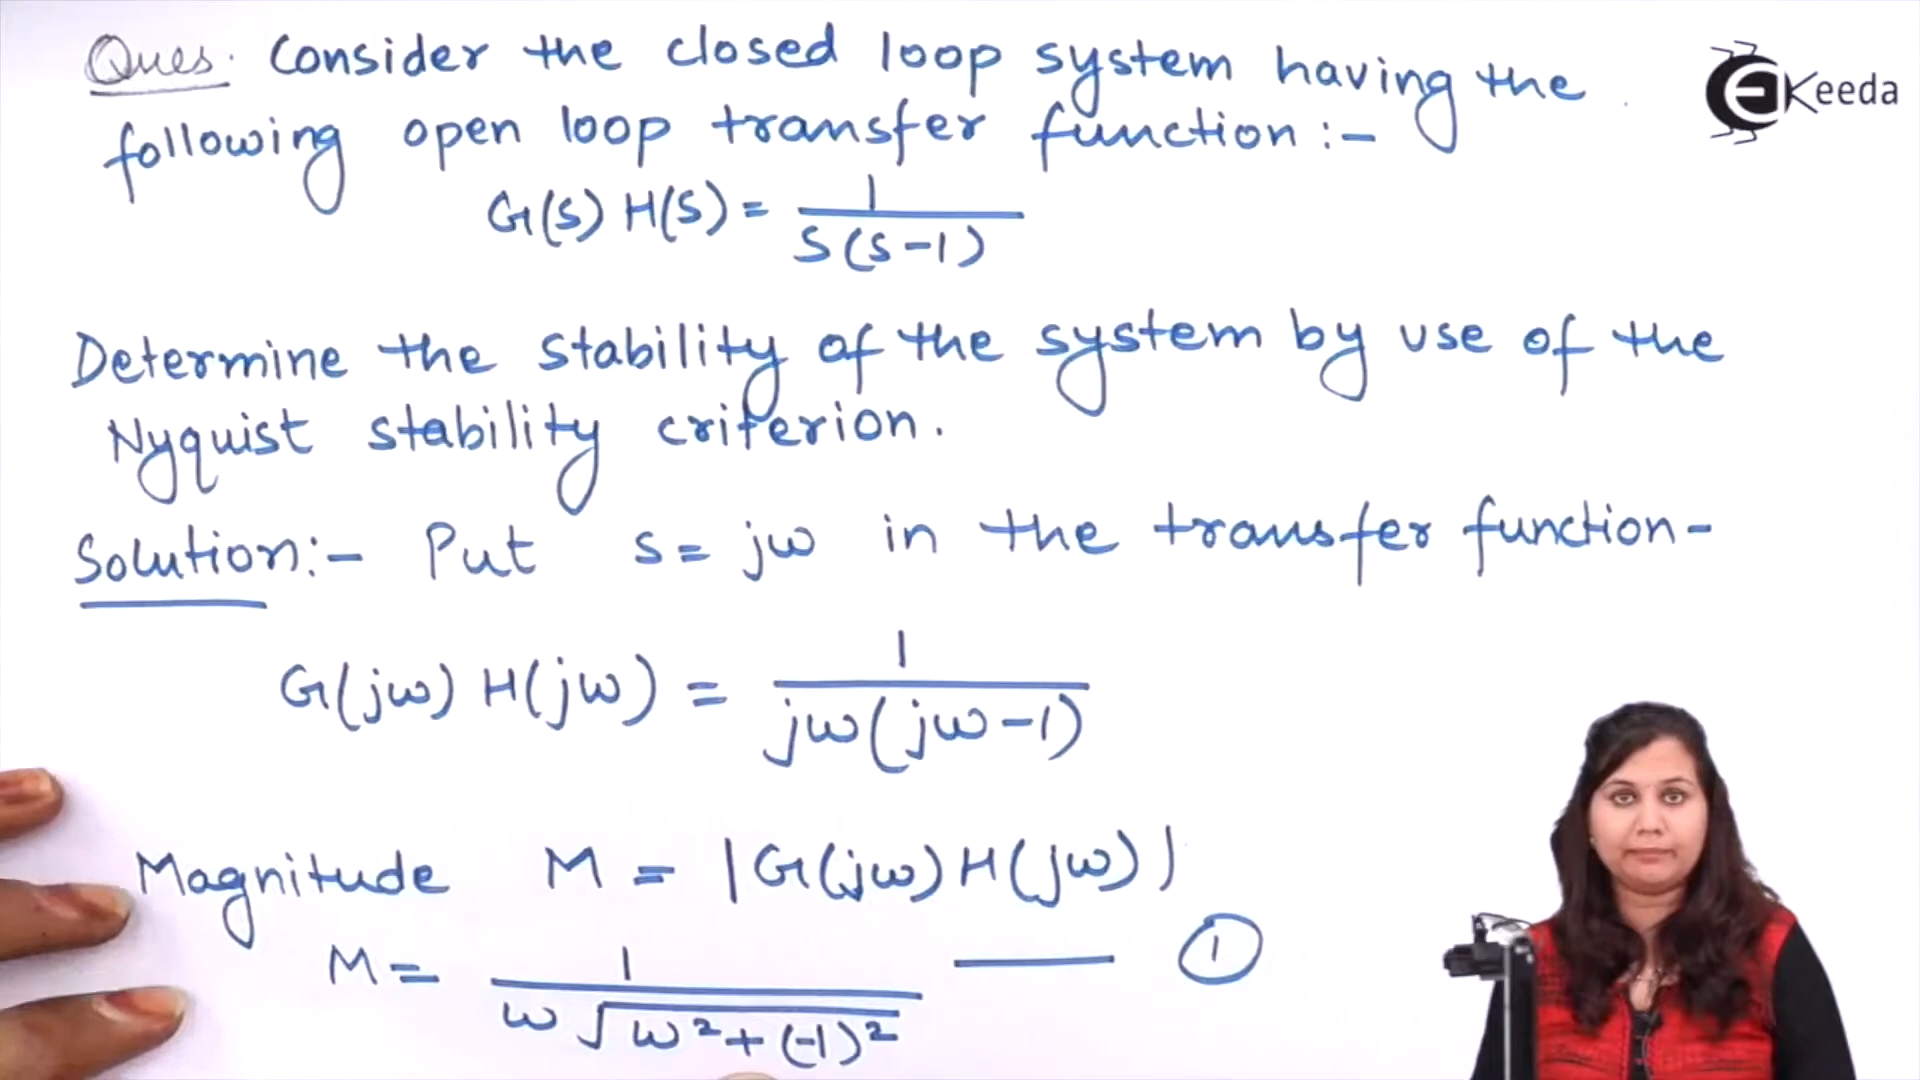 Ques. Consider the closed loop system having the
following open loop transfer function :-
G(s) H(s) = 1 / s(s-1)
Determine the stability of the system by use of the
Nyquist stability criterion.
Solution:- Put s = jω in the transfer function-
G(jω) H(jω) = 1 / jω(jω-1)
Magnitude M = |G(jω) H(jω)|
M = 1 / ω√ω²+(-1)² —— ①
EKeeda